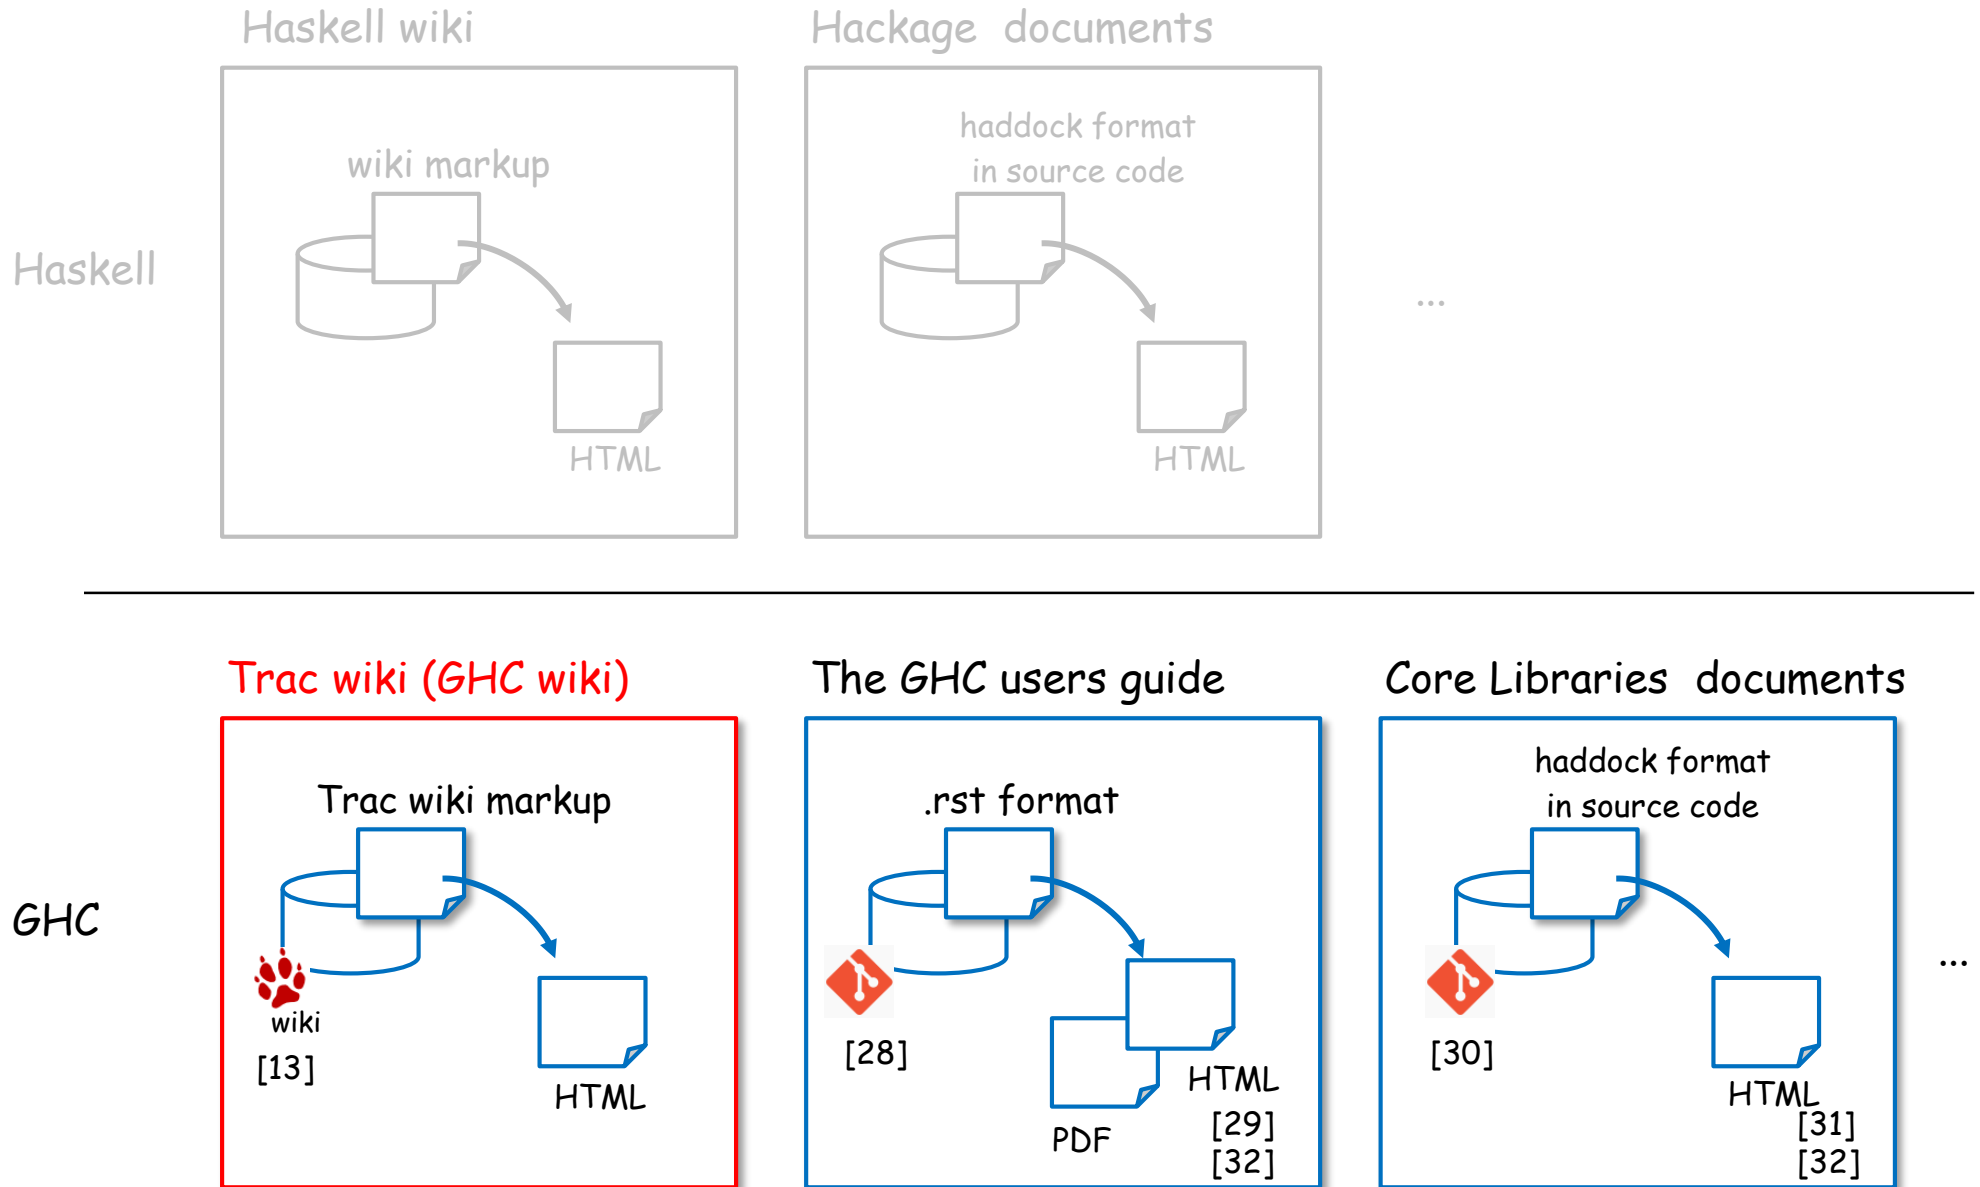 Haskell wiki
Hackage documents
haddock format
in source code
wiki markup
Haskell
...
HTML
HTML
Trac wiki (GHC wiki)
The GHC users guide
Core Libraries documents
haddock format
in source code
Trac wiki markup
.rst format
GHC
...
wiki
[13]
[28]
[30]
HTML
HTML
[29]
[32]
PDF
HTML
[31]
[32]